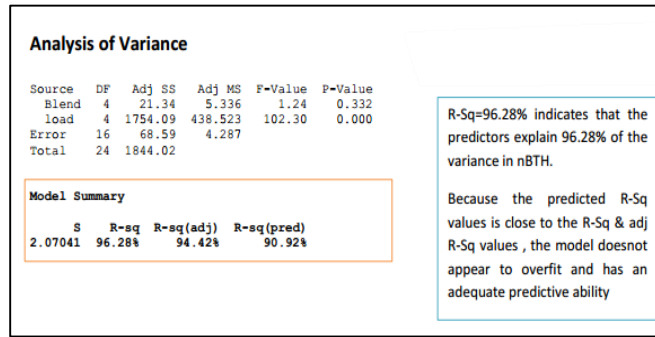 Analysis of Variance
Source DF Adj SS Adj MS F-Value P-Value
Blend 4 21.34 5.336 1.24 0.332
load 4 1754.09 438.523 102.30 0.000
Error 16 68.59 4.287
Total 24 1844.02
Model Summary
S R-sq R-sq(adj) R-sq(pred)
2.07041 96.28% 94.42% 90.92%
R-Sq=96.28% indicates that the
predictors explain 96.28% of the
variance in nBTH.
Because the predicted R-Sq
values is close to the R-Sq & adj
R-Sq values , the model doesnot
appear to overfit and has an
adequate predictive ability